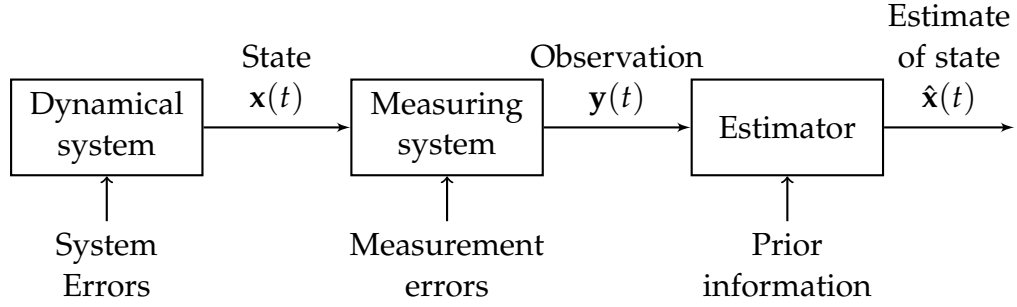 Estimate
State
Observation
of state
Dynamical
system
x(t)
Measuring
system
y(t)
Estimator
x̂(t)
System
Errors
Measurement
errors
Prior
information